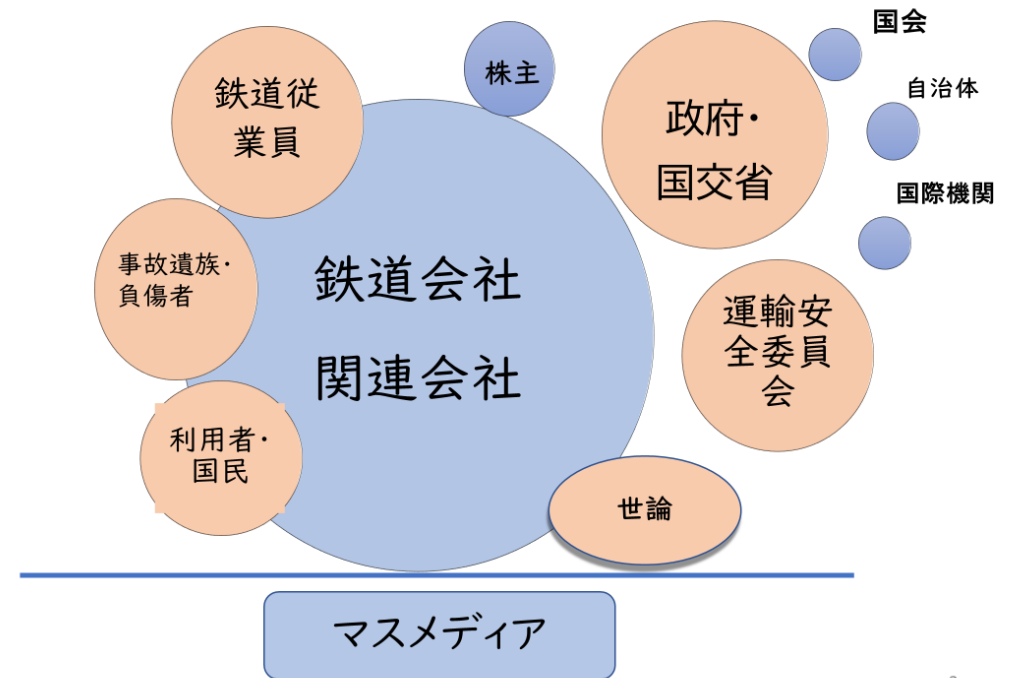 国会
株主
鉄道従
業員
自治体
政府・
国交省
国際機関
事故遺族・
負傷者
鉄道会社
関連会社
運輸安
全委員
会
利用者・
国民
世論
マスメディア